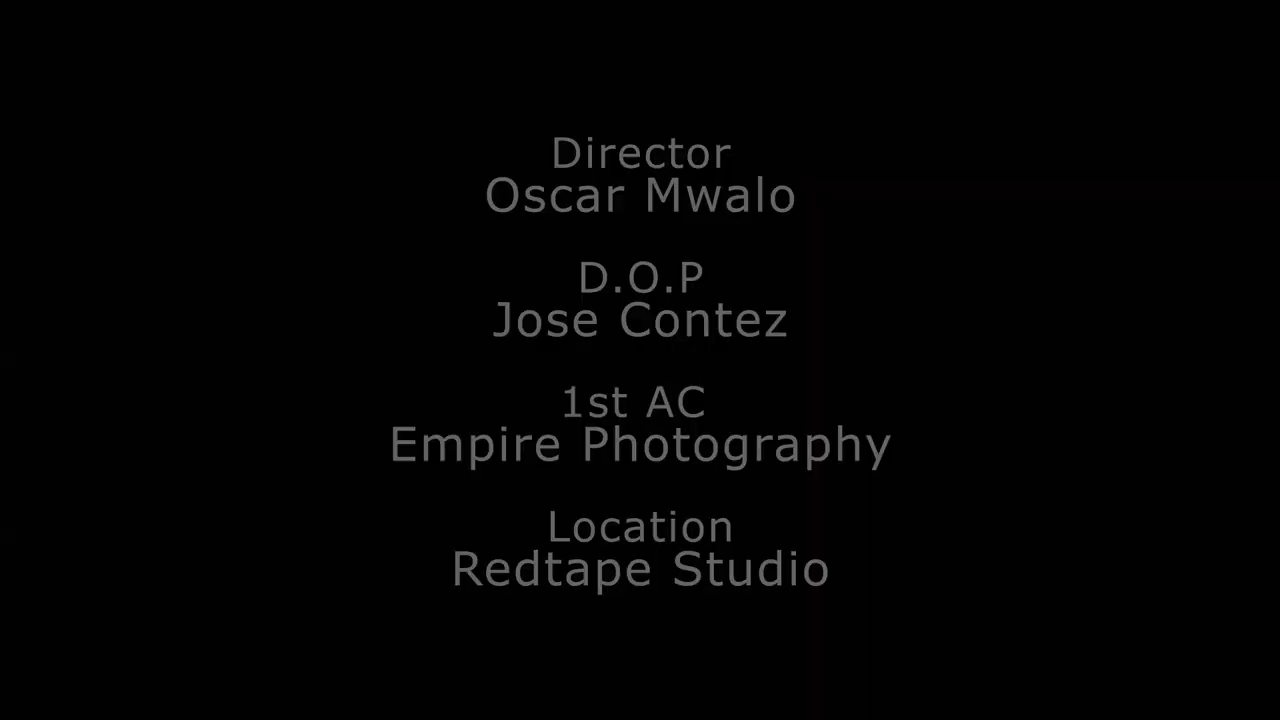 Director
Oscar Mwalo
D.O.P
Jose Contez
1st AC
Empire Photography
Location
Redtape Studio